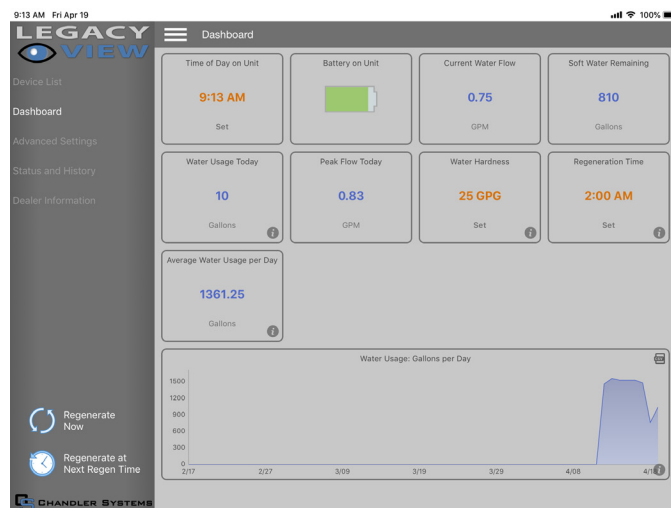 9:13 AM Fri Apr 19
100%
LEGACY
VIEW
Dashboard
Device List
Dashboard
Advanced Settings
Status and History
Dealer Information
Regenerate
Now
Regenerate at
Next Regen Time
CHANDLER SYSTEMS
Time of Day on Unit
9:13 AM
Set
Battery on Unit
Current Water Flow
0.75
GPM
Soft Water Remaining
810
Gallons
Water Usage Today
10
Gallons
i
Peak Flow Today
0.83
GPM
Water Hardness
25 GPG
Set
i
Regeneration Time
2:00 AM
Set
i
Average Water Usage per Day
1361.25
Gallons
i
Water Usage: Gallons per Day
1500
1200
900
600
300
0
2/17 2/27 3/09 3/19 3/29 4/08
i